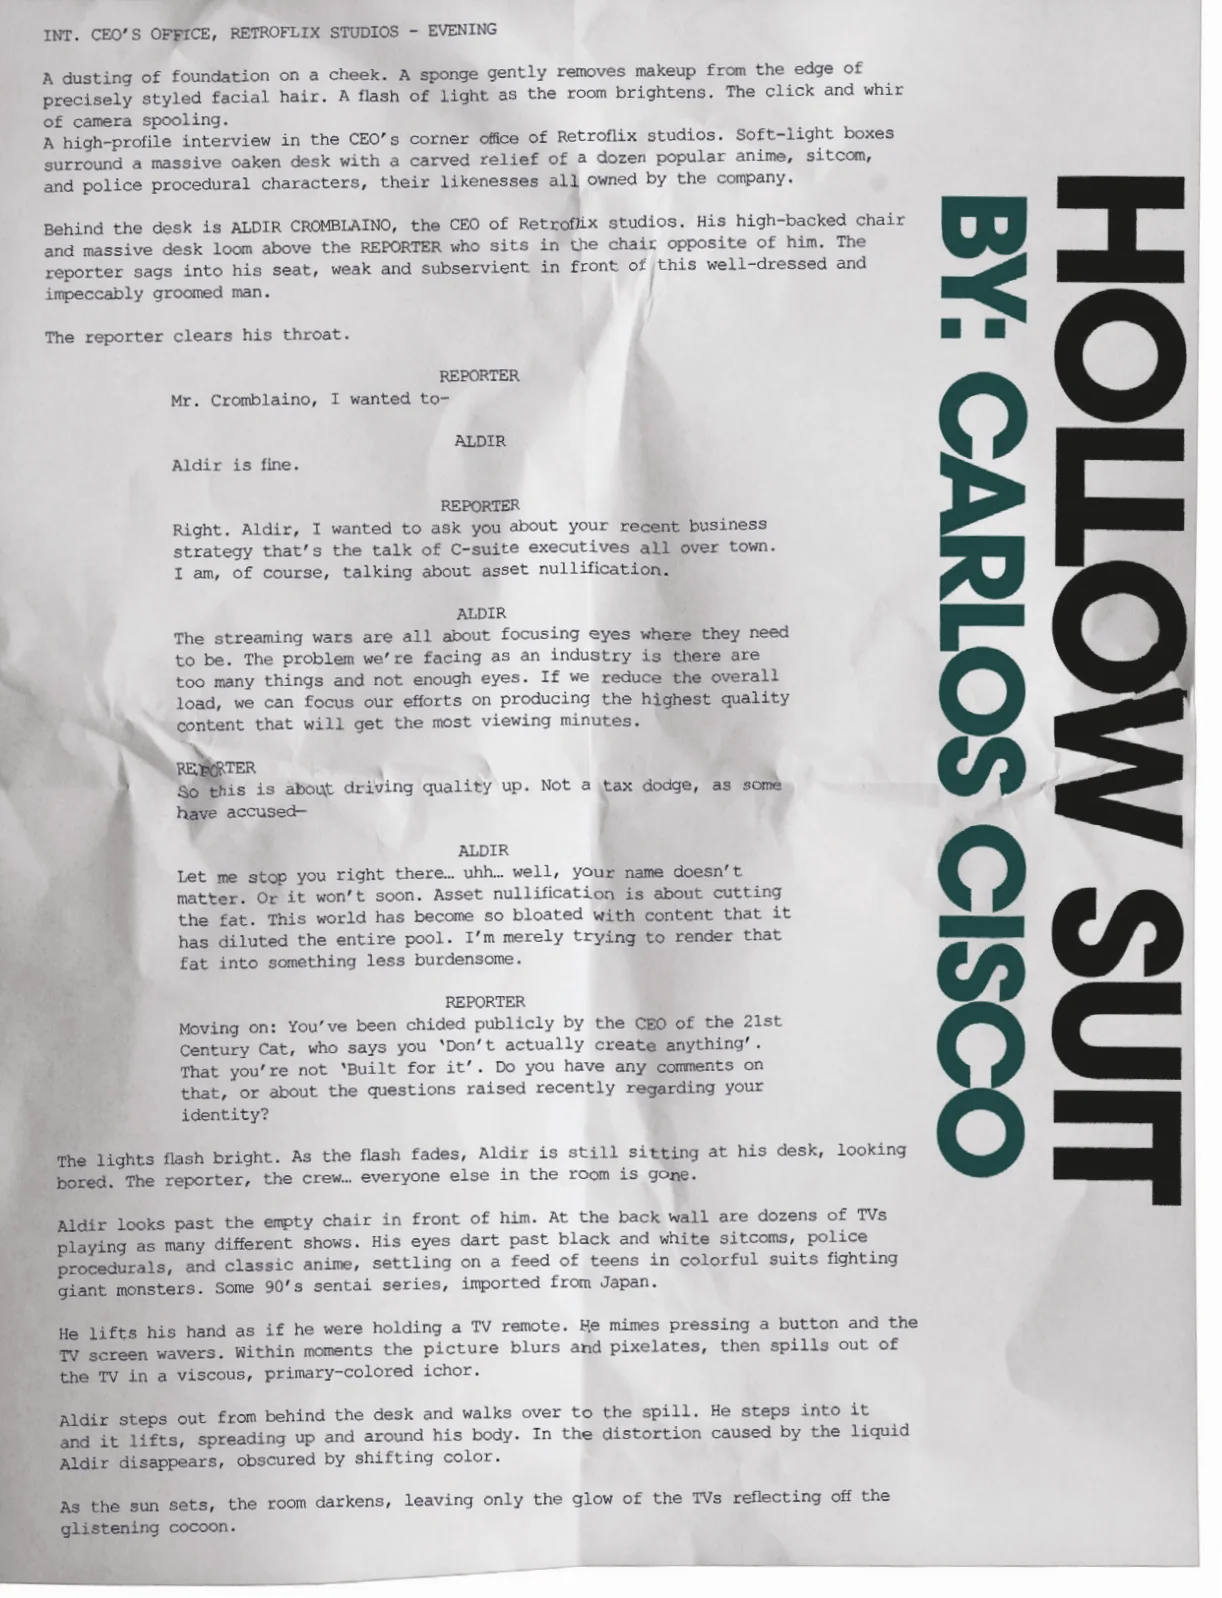 INT. CEO'S OFFICE, RETROFLIX STUDIOS - EVENING
A dusting of foundation on a cheek. A sponge gently removes makeup from the edge of
precisely styled facial hair. A flash of light as the room brightens. The click and whir
of camera spooling.
A high-profile interview in the CEO's corner office of Retroflix studios. Soft-light boxes
surround a massive oaken desk with a carved relief of a dozen popular anime, sitcom,
and police procedural characters, their likenesses all owned by the company.
Behind the desk is ALDIR CROMBLAINO, the CEO of Retroflix studios. His high-backed chair
and massive desk loom above the REPORTER who sits in the chair opposite of him. The
reporter sags into his seat, weak and subservient in front of this well-dressed and
impeccably groomed man.
The reporter clears his throat.
REPORTER
Mr. Cromblaino, I wanted to-
ALDIR
Aldir is fine.
REPORTER
Right. Aldir, I wanted to ask you about your recent business
strategy that's the talk of C-suite executives all over town.
I am, of course, talking about asset nullification.
ALDIR
The streaming wars are all about focusing eyes where they need
to be. The problem we're facing as an industry is there are
too many things and not enough eyes. If we reduce the overall
load, we can focus our efforts on producing the highest quality
content that will get the most viewing minutes.
REPORTER
So this is about driving quality up. Not a tax dodge, as some
have accused—
ALDIR
Let me stop you right there… uhh… well, your name doesn't
matter. Or it won't soon. Asset nullification is about cutting
the fat. This world has become so bloated with content that it
has diluted the entire pool. I'm merely trying to render that
fat into something less burdensome.
REPORTER
Moving on: You've been chided publicly by the CEO of the 21st
Century Cat, who says you 'Don't actually create anything'.
That you're not 'Built for it'. Do you have any comments on
that, or about the questions raised recently regarding your
identity?
The lights flash bright. As the flash fades, Aldir is still sitting at his desk, looking
bored. The reporter, the crew… everyone else in the room is gone.
Aldir looks past the empty chair in front of him. At the back wall are dozens of TVs
playing as many different shows. His eyes dart past black and white sitcoms, police
procedurals, and classic anime, settling on a feed of teens in colorful suits fighting
giant monsters. Some 90's sentai series, imported from Japan.
He lifts his hand as if he were holding a TV remote. He mimes pressing a button and the
TV screen wavers. Within moments the picture blurs and pixelates, then spills out of
the TV in a viscous, primary-colored ichor.
Aldir steps out from behind the desk and walks over to the spill. He steps into it
and it lifts, spreading up and around his body. In the distortion caused by the liquid
Aldir disappears, obscured by shifting color.
As the sun sets, the room darkens, leaving only the glow of the TVs reflecting off the
glistening cocoon.
HOLLOW SUIT
BY: CARLOS CISCO